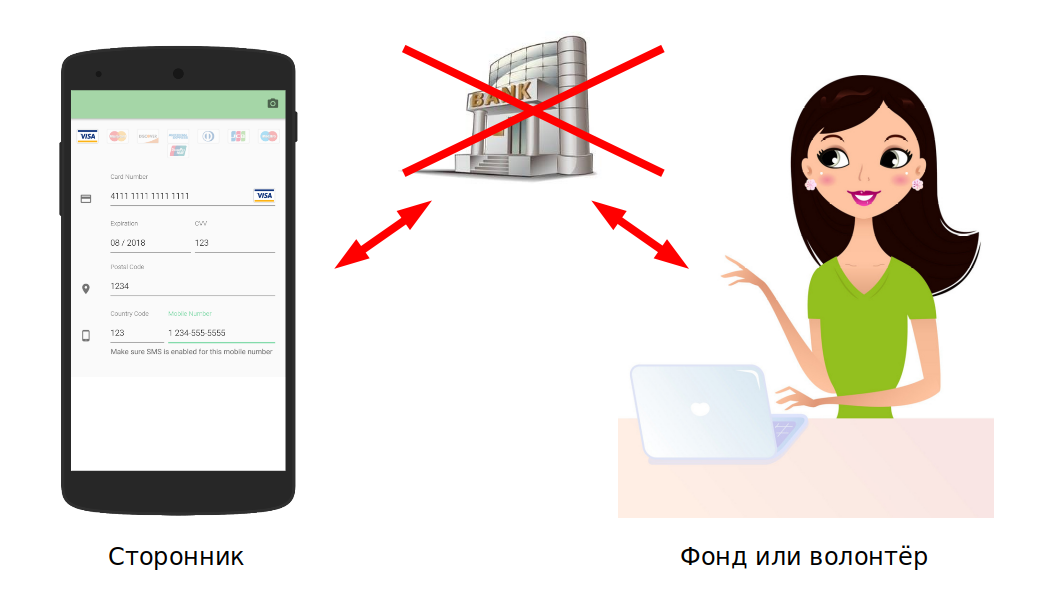 BANK
VISA
Card Number
4111 1111 1111 1111
VISA
Expiration
CVV
08 / 2018
123
Postal Code
1234
Country Code
Mobile Number
123
1 234-555-5555
Make sure SMS is enabled for this mobile number
Сторонник
Фонд или волонтёр